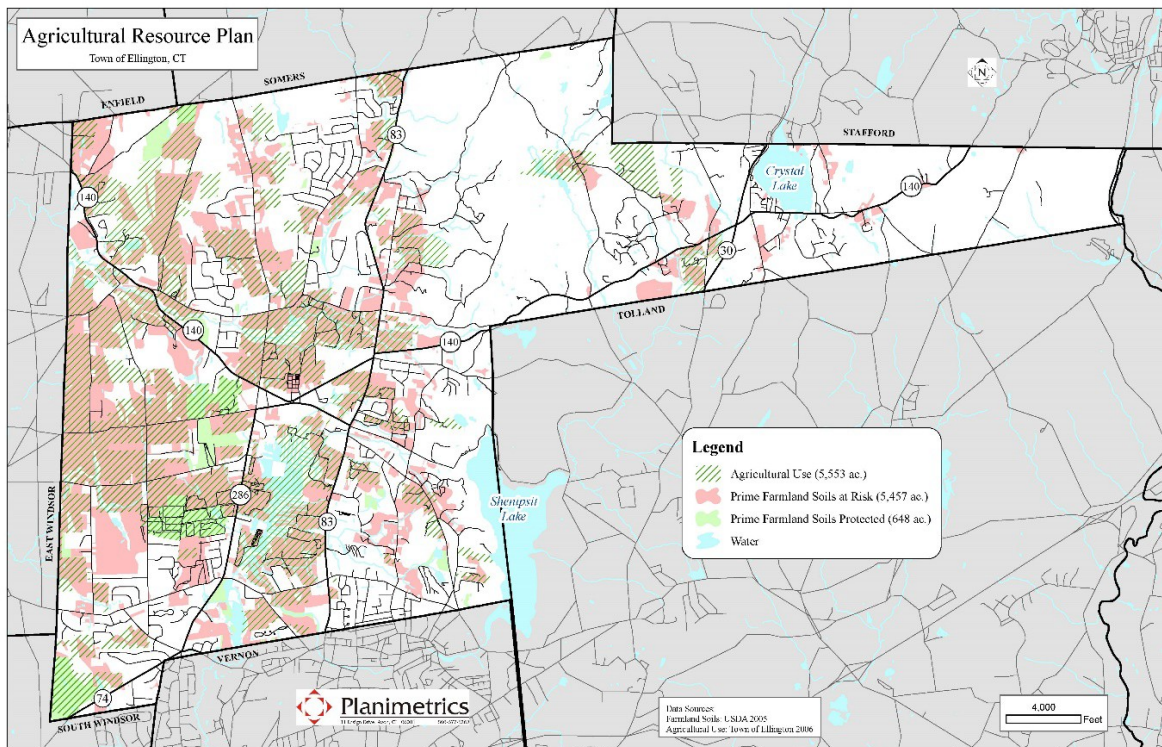 Agricultural Resource Plan
Town of Ellington, CT
ENFIELD
SOMERS
N
STAFFORD
83
140
Crystal
Lake
140
30
TOLLAND
140
140
Legend
Agricultural Use (5,553 ac.)
Prime Farmland Soils at Risk (5,457 ac.)
Prime Farmland Soils Protected (648 ac.)
Water
286
83
Shenipsit
Lake
EAST WINDSOR
VERNON
74
SOUTH WINDSOR
Planimetrics
Data Sources:
Farmland Soils: USDA 2005
Agricultural Use: Town of Ellington 2006
4,000
Feet